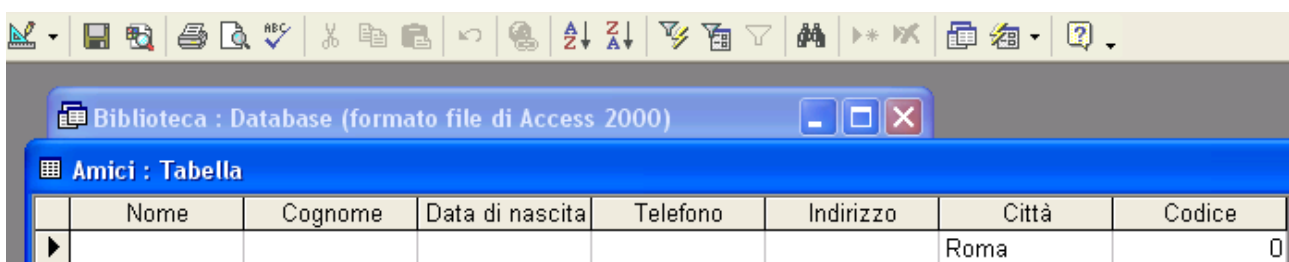 ABC A Z Z A ?
Biblioteca : Database (formato file di Access 2000)
Amici : Tabella
Nome Cognome Data di nascita Telefono Indirizzo Città Codice
Roma 0